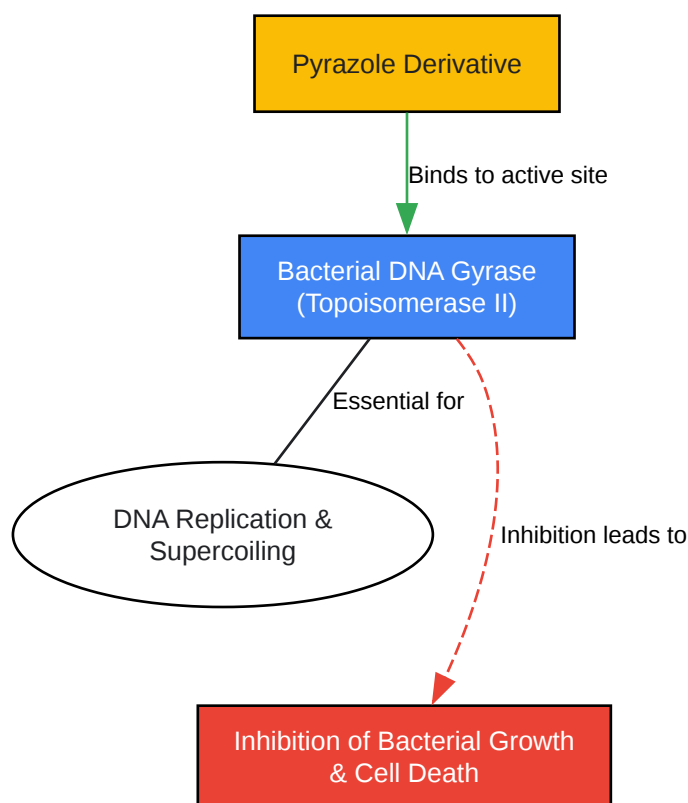 Pyrazole Derivative
Binds to active site
Bacterial DNA Gyrase
(Topoisomerase II)
Essential for
DNA Replication &
Supercoiling
Inhibition leads to
Inhibition of Bacterial Growth
& Cell Death